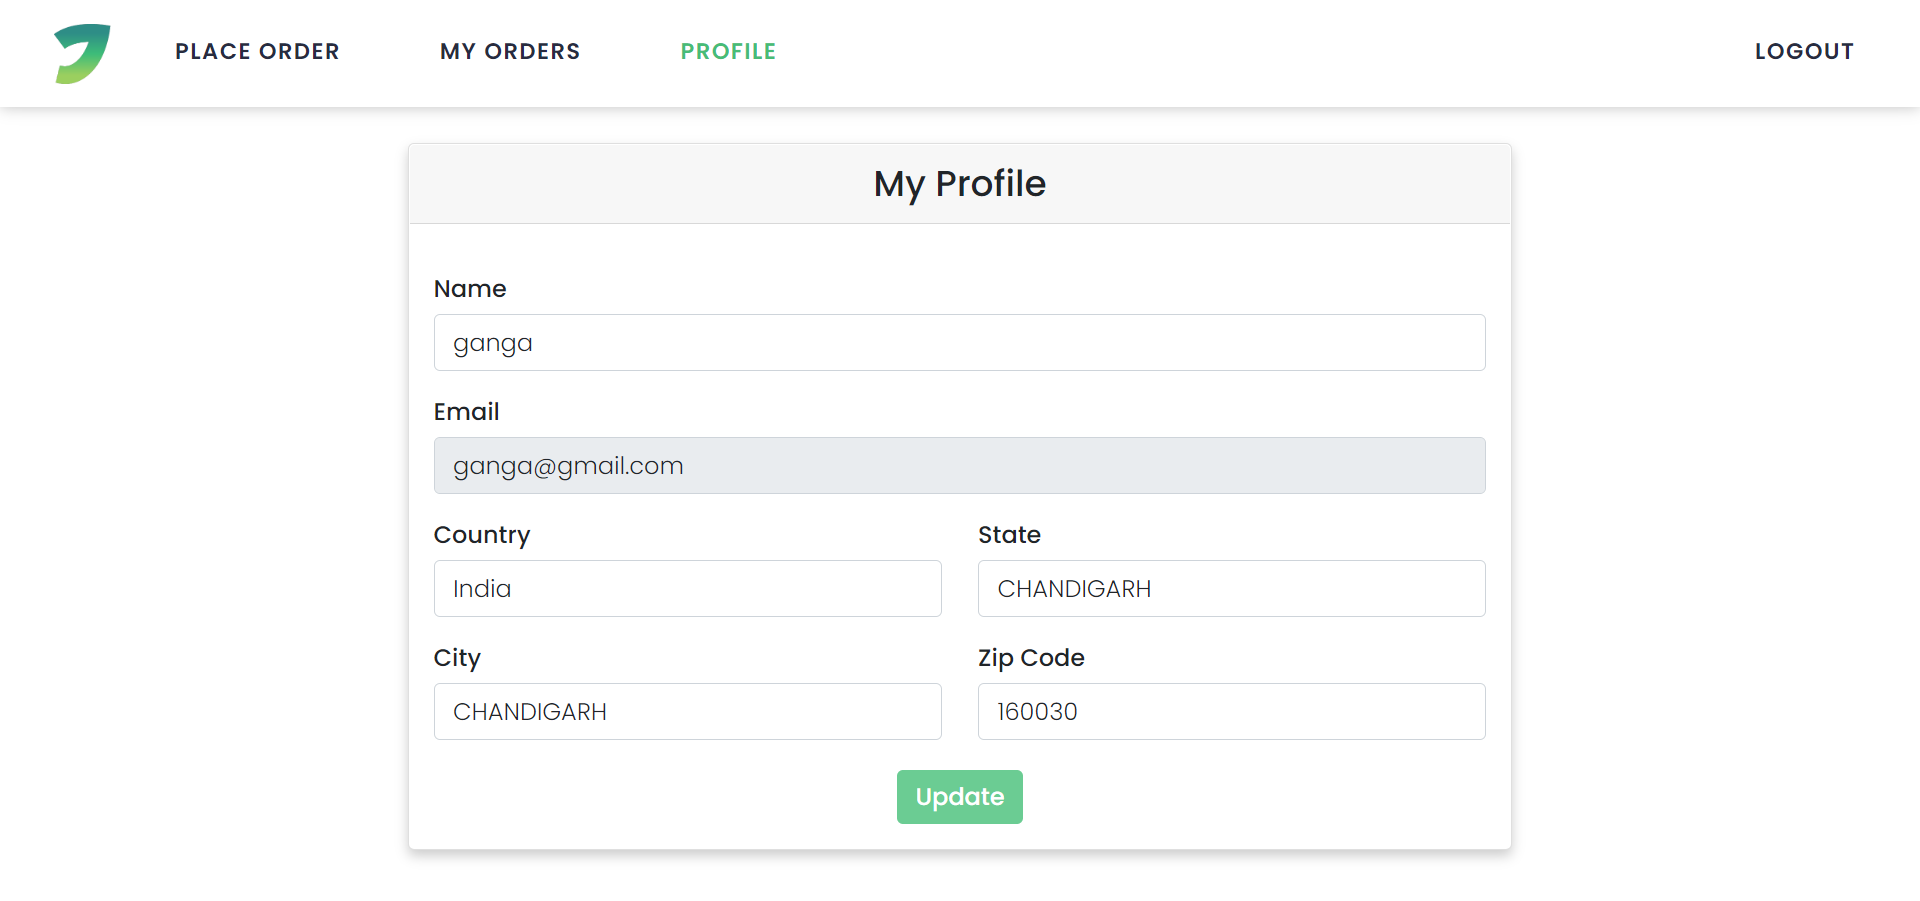 PLACE ORDER MY ORDERS PROFILE LOGOUT
My Profile
Name
ganga
Email
ganga@gmail.com
Country State
India CHANDIGARH
City Zip Code
CHANDIGARH 160030
Update